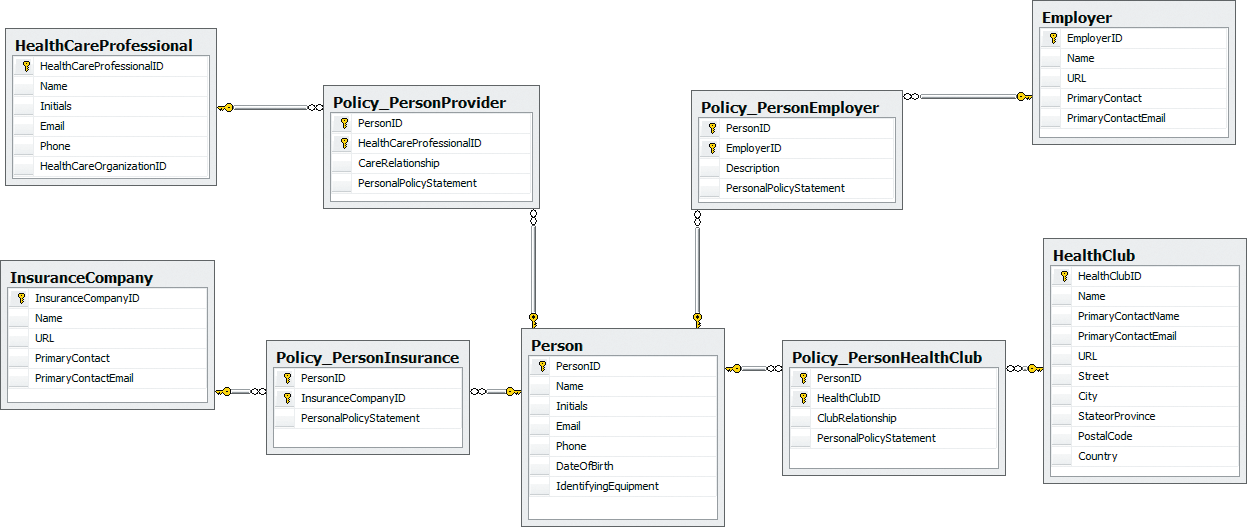 HealthCareProfessional
HealthCareProfessionalID
Name
Initials
Email
Phone
HealthCareOrganizationID
Policy_PersonProvider
PersonID
HealthCareProfessionalID
CareRelationship
PersonalPolicyStatement
Policy_PersonEmployer
PersonID
EmployerID
Description
PersonalPolicyStatement
Employer
EmployerID
Name
URL
PrimaryContact
PrimaryContactEmail
InsuranceCompany
InsuranceCompanyID
Name
URL
PrimaryContact
PrimaryContactEmail
Policy_PersonInsurance
PersonID
InsuranceCompanyID
PersonalPolicyStatement
Person
PersonID
Name
Initials
Email
Phone
DateOfBirth
IdentifyingEquipment
Policy_PersonHealthClub
PersonID
HealthClubID
ClubRelationship
PersonalPolicyStatement
HealthClub
HealthClubID
Name
PrimaryContactName
PrimaryContactEmail
URL
Street
City
StateorProvince
PostalCode
Country